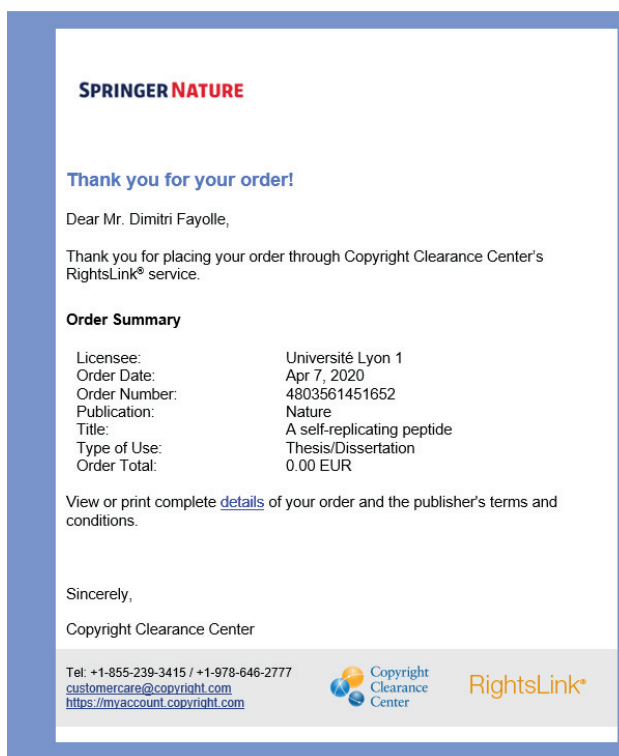 SPRINGER NATURE
Thank you for your order!
Dear Mr. Dimitri Fayolle,
Thank you for placing your order through Copyright Clearance Center's
RightsLink® service.
Order Summary
Licensee: Université Lyon 1
Order Date: Apr 7, 2020
Order Number: 4803561451652
Publication: Nature
Title: A self-replicating peptide
Type of Use: Thesis/Dissertation
Order Total: 0.00 EUR
View or print complete details of your order and the publisher's terms and
conditions.
Sincerely,
Copyright Clearance Center
Tel: +1-855-239-3415 / +1-978-646-2777
customercare@copyright.com
https://myaccount.copyright.com
Copyright
Clearance
Center
RightsLink®